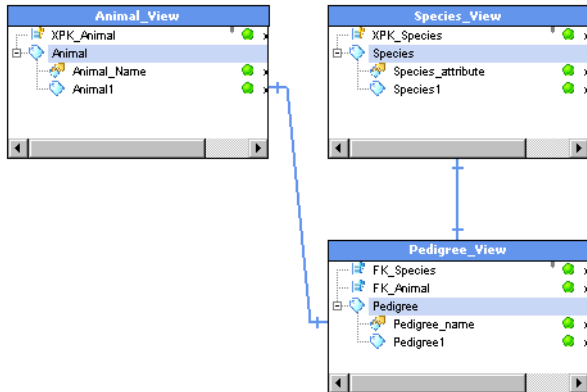 Animal_View
XPK_Animal
Animal
Animal_Name
Animal1
Species_View
XPK_Species
Species
Species_attribute
Species1
Pedigree_View
FK_Species
FK_Animal
Pedigree
Pedigree_name
Pedigree1